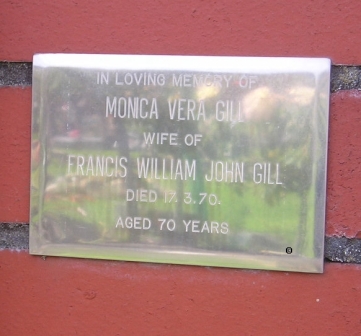 IN LOVING MEMORY OF
MONICA VERA GILL
WIFE OF
FRANCIS WILLIAM JOHN GILL
DIED 17. 3. 70.
AGED 70 YEARS